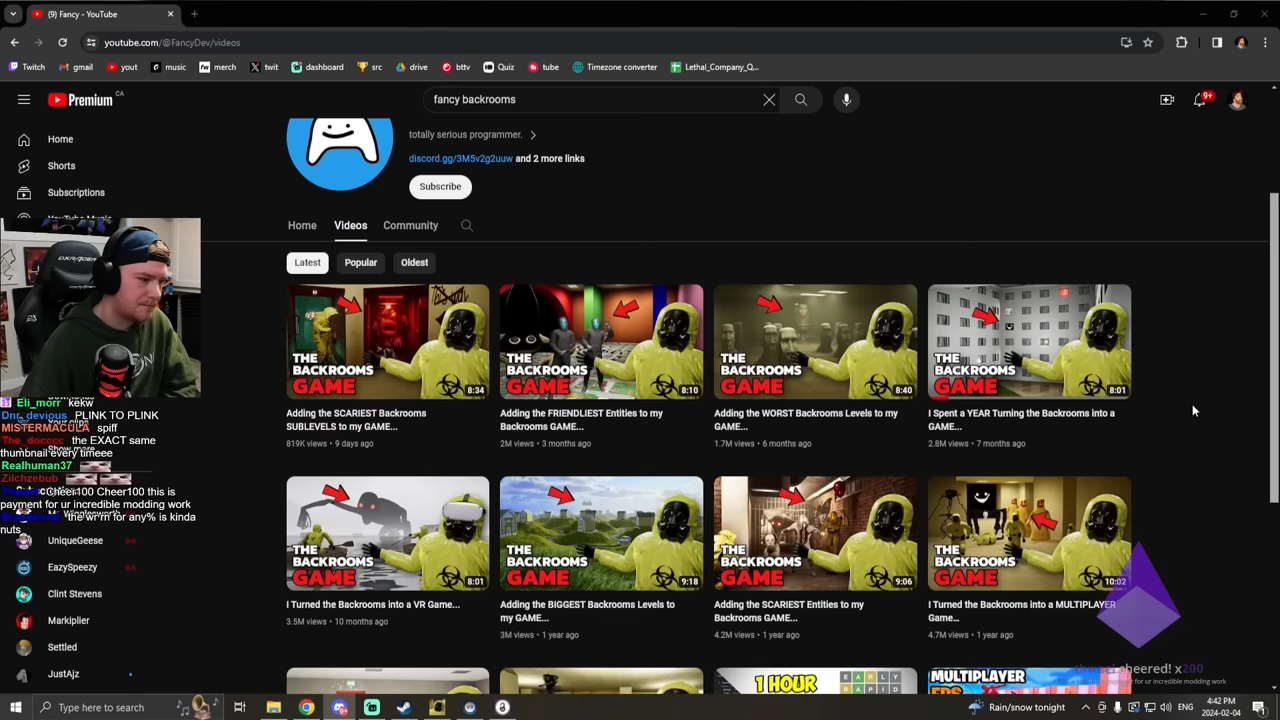 (9) Fancy - YouTube
youtube.com/@FancyDev/videos
Twitch
gmail
yout
music
merch
twit
dashboard
src
drive
bttv
Quiz
tube
Timezone converter
Lethal_Company_Q...
Premium CA
fancy backrooms
9+
Home
Shorts
Subscriptions
totally serious programmer.
discord.gg/3M5v2g2uuw and 2 more links
Subscribe
Home
Videos
Community
Latest
Popular
Oldest
THE
BACKROOMS
GAME
8:34
THE
BACKROOMS
GAME
8:10
THE
BACKROOMS
GAME
8:40
THE
BACKROOMS
GAME
8:01
Adding the SCARIEST Backrooms
SUBLEVELS to my GAME...
819K views • 9 days ago
Adding the FRIENDLIEST Entities to my
Backrooms GAME...
2M views • 3 months ago
Adding the WORST Backrooms Levels to my
GAME...
1.7M views • 6 months ago
I Spent a YEAR Turning the Backrooms into a
GAME...
2.8M views • 7 months ago
THE
BACKROOMS
GAME
8:01
THE
BACKROOMS
GAME
9:18
THE
BACKROOMS
GAME
9:06
THE
BACKROOMS
GAME
10:02
I Turned the Backrooms into a VR Game...
3.5M views • 10 months ago
Adding the BIGGEST Backrooms Levels to
my GAME...
3M views • 1 year ago
Adding the SCARIEST Entities to my
Backrooms GAME...
4.2M views • 1 year ago
I Turned the Backrooms into a MULTIPLAYER
Game...
4.7M views • 1 year ago
1 HOUR
EARLY
RAPID
MULTIPLAYER
FPS
DXRACER
Eli_morr kekw
Dnr_devious PLINK TO PLINK
MISTERMACULA spiff
The_docccc the EXACT same
thumbnail every timeee
Realhuman37
Zilchzebub
Cheer100 Cheer100 this is
payment for ur incredible modding work
the wr rn for any% is kinda
nuts
UniqueGeese
EazySpeezy
Clint Stevens
Markiplier
Settled
JustAjz
cheered! x200
for ur incredible modding work
Type here to search
Rain/snow tonight
ENG
4:42 PM
2024-02-04
1